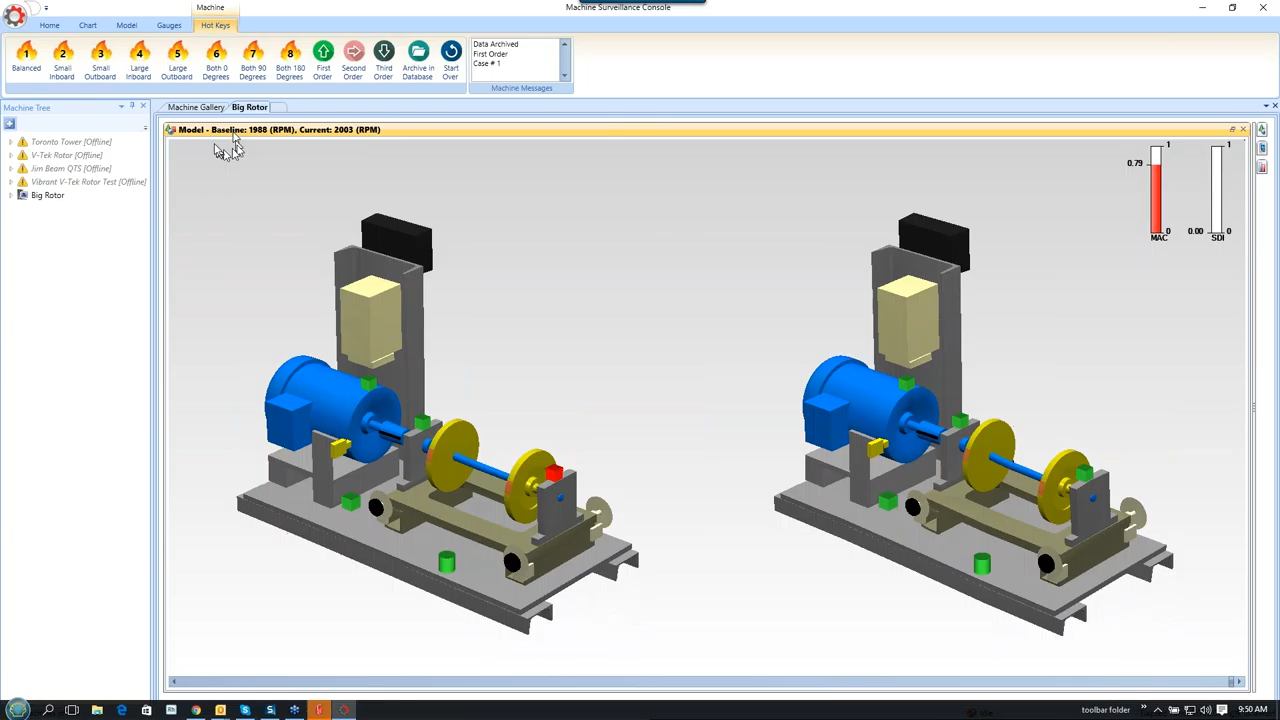 Machine
Machine Surveillance Console
Home
Chart
Model
Gauges
Hot Keys
1
2
3
4
5
6
7
8
Balanced
Small Inboard
Small Outboard
Large Inboard
Large Outboard
Both 0 Degrees
Both 90 Degrees
Both 180 Degrees
First Order
Second Order
Third Order
Archive in Database
Start Over
Data Archived
First Order
Case # 1
Machine Messages
Machine Tree
Machine Gallery
Big Rotor
Model - Baseline: 1988 (RPM), Current: 2003 (RPM)
Toronto Tower [Offline]
V-Tek Rotor [Offline]
Jim Beam QTS [Offline]
Vibrant V-Tek Rotor Test [Offline]
Big Rotor
1
0.79
0
MAC
1
0.00
0
SDI
Idle
toolbar folder
9:50 AM